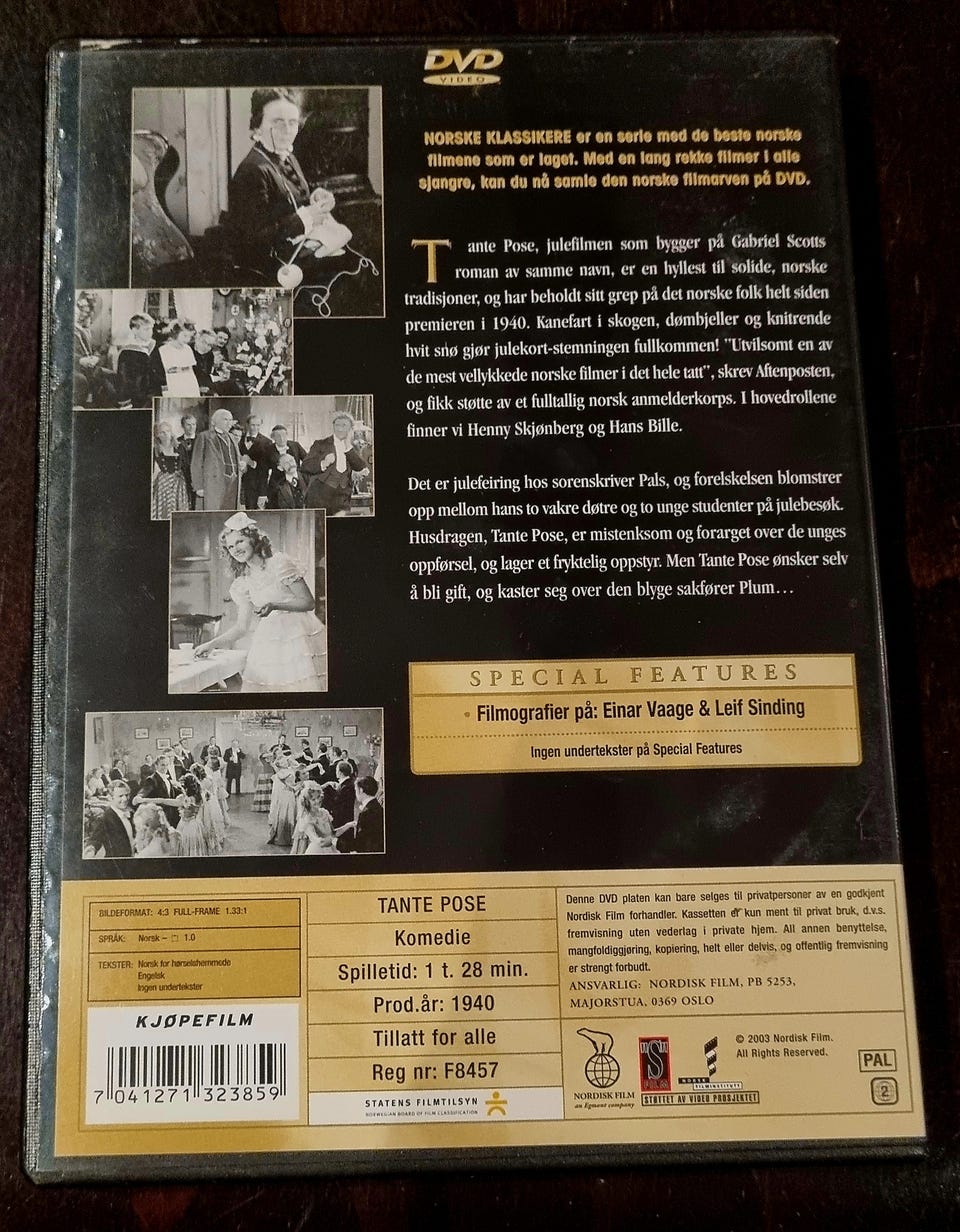 DVD
VIDEO
NORSKE KLASSIKERE er en serie med de beste norske
filmene som er laget. Med en lang rekke filmer i alle
sjangre, kan du nå samle den norske filmarven på DVD.
Tante Pose, julefilmen som bygger på Gabriel Scotts
roman av samme navn, er en hyllest til solide, norske
tradisjoner, og har beholdt sitt grep på det norske folk helt siden
premieren i 1940. Kanefart i skogen, dømbjeller og knitrende
hvit snø gjør julekort-stemningen fullkommen! "Utvilsomt en av
de mest vellykkede norske filmer i det hele tatt", skrev Aftenposten,
og fikk støtte av et fulltallig norsk anmelderkorps. I hovedrollene
finner vi Henny Skjønberg og Hans Bille.
Det er julefeiring hos sorenskriver Pals, og forelskelsen blomstrer
opp mellom hans to vakre døtre og to unge studenter på julebesøk.
Husdragen, Tante Pose, er mistenksom og forarget over de unges
oppførsel, og lager et fryktelig oppstyr. Men Tante Pose ønsker selv
å bli gift, og kaster seg over den blyge sakfører Plum…
SPECIAL FEATURES
• Filmografier på: Einar Vaage & Leif Sinding
Ingen undertekster på Special Features
BILDEFORMAT: 4:3 FULL-FRAME 1.33:1
SPRÅK: Norsk – 1.0
TEKSTER: Norsk for hørselshemmede
Engelsk
Ingen undertekster
KJØPEFILM
7 041271 323859
TANTE POSE
Komedie
Spilletid: 1 t. 28 min.
Prod.år: 1940
Tillatt for alle
Reg nr: F8457
STATENS FILMTILSYN
NORWEGIAN BOARD OF FILM CLASSIFICATION
Denne DVD platen kan bare selges til privatpersoner av en godkjent
Nordisk Film forhandler. Kassetten er kun ment til privat bruk, d.v.s.
fremvisning uten vederlag i private hjem. All annen benyttelse,
mangfoldiggjøring, kopiering, helt eller delvis, og offentlig fremvisning
er strengt forbudt.
ANSVARLIG: NORDISK FILM, PB 5253,
MAJORSTUA, 0369 OSLO
NORDISK FILM
an Egmont company
S
FILM
NORSK
FILMINSTITUTT
STØTTET AV VIDEO PROSJEKTET
© 2003 Nordisk Film.
All Rights Reserved.
PAL
2